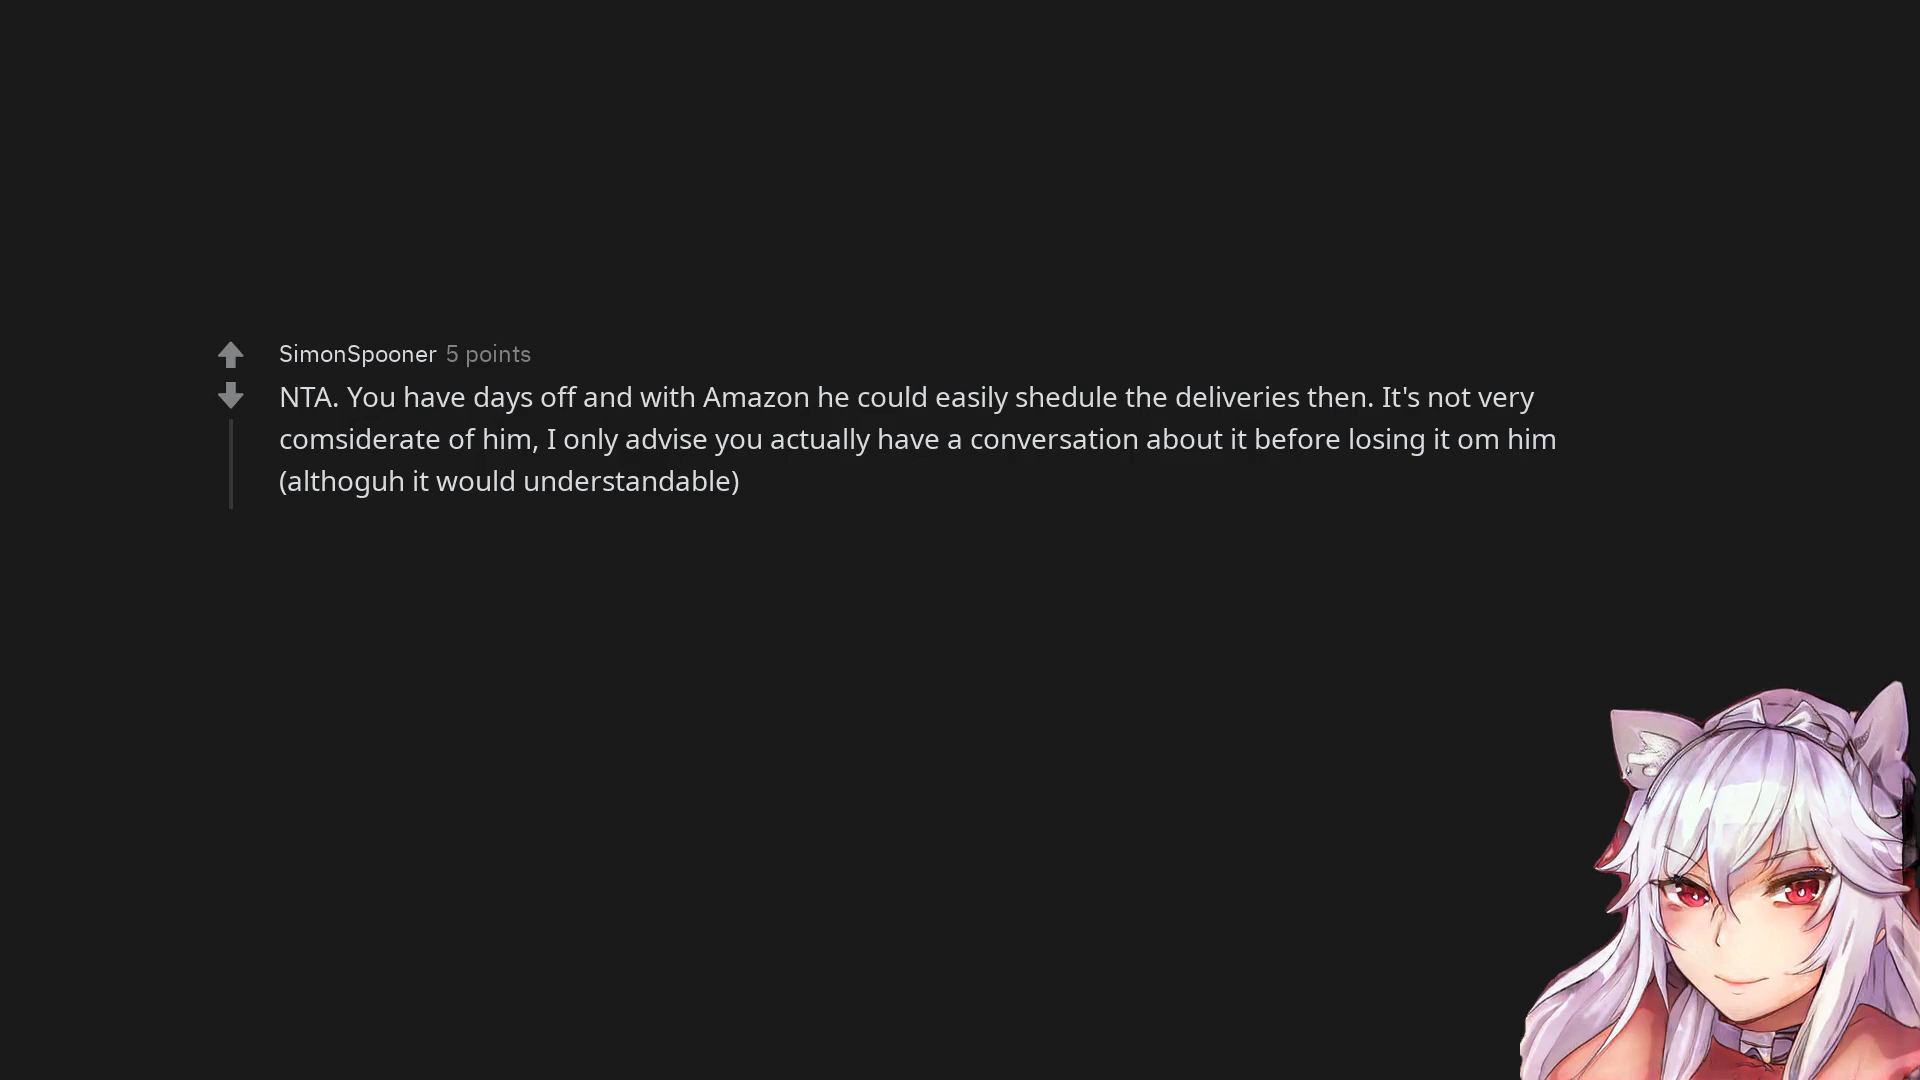 SimonSpooner 5 points
NTA. You have days off and with Amazon he could easily shedule the deliveries then. It's not very
comsiderate of him, I only advise you actually have a conversation about it before losing it om him
(althoguh it would understandable)